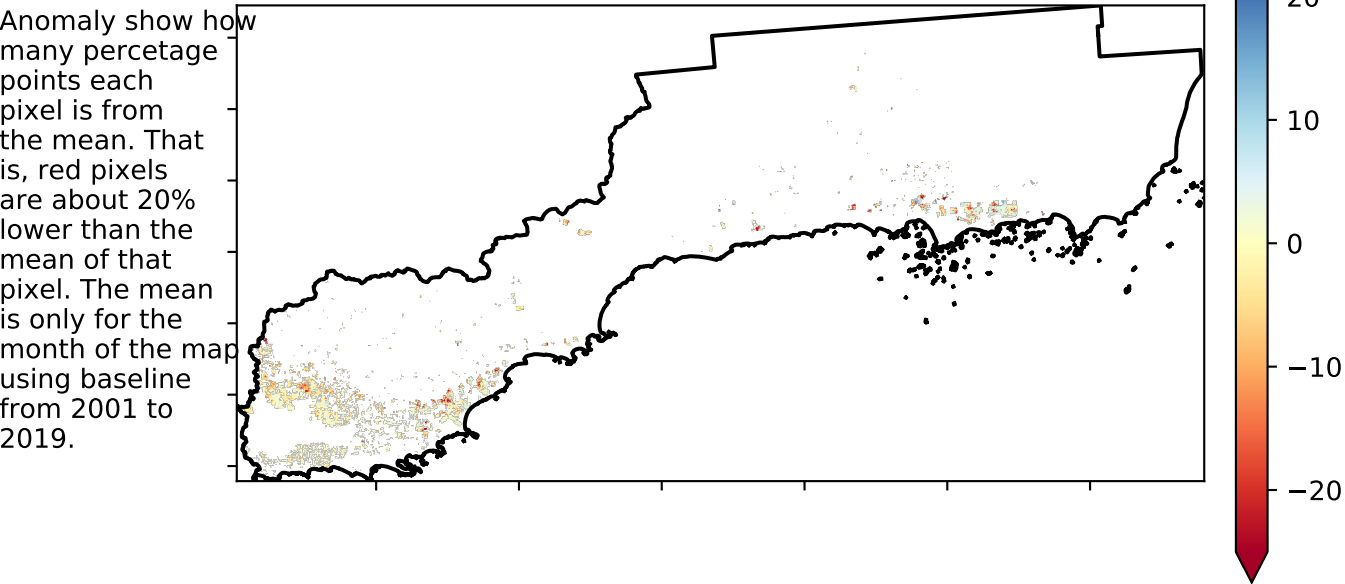 Anomaly show how
many percetage
points each
pixel is from
the mean. That
is, red pixels
are about 20%
lower than the
mean of that
pixel. The mean
is only for the
month of the map
using baseline
from 2001 to
2019.
20
10
0
−10
−20